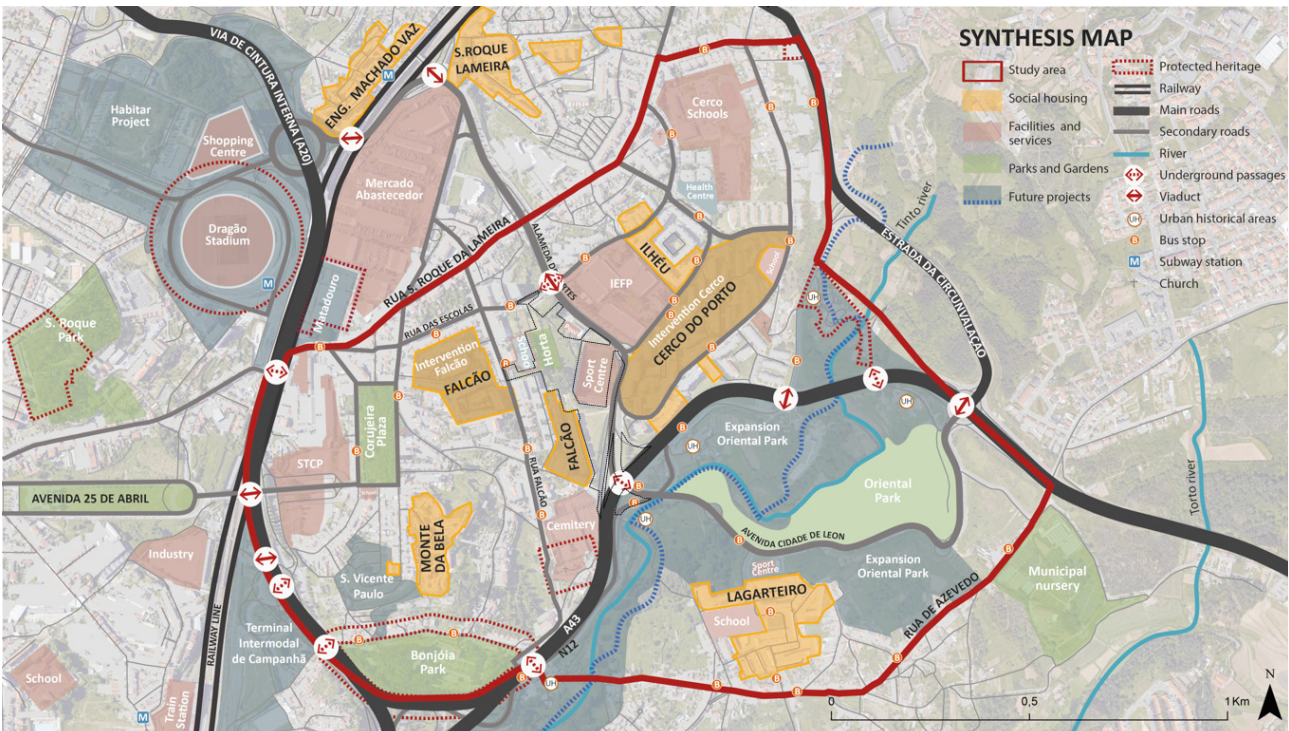 SYNTHESIS MAP
Study area
Social housing
Facilities and
services
Parks and Gardens
Future projects
Protected heritage
Railway
Main roads
Secondary roads
River
Underground passages
Viaduct
UH
Urban historical areas
B
Bus stop
M
Subway station
Church
VIA DE CINTURA INTERNA (A20)
ENG. MACHADO VAZ
M
S.ROQUE
LAMEIRA
Habitar
Project
Shopping
Centre
Mercado
Abastecedor
Cerco
Schools
Health
Centre
Dragão
Stadium
M
Matadouro
RUA S. ROQUE DA LAMEIRA
ILHÉU
IEFP
School
Intervention Cerco
CERCO DO PORTO
Tinto river
ESTRADA DA CIRCUNVALAÇÃO
UH
S. Roque
Park
RUA DAS ESCOLAS
Intervention
Falcão
FALCÃO
Horta
Sport
Centre
Corujeira
Plaza
STCP
FALCÃO
RUA FALCÃO
Expansion
Oriental Park
UH
UH
Oriental
Park
Torto river
AVENIDA 25 DE ABRIL
AVENIDA CIDADE DE LEON
Cemitery
UH
MONTE
DA BELA
Industry
S. Vicente
Paulo
Sport
Centre
Expansion
Oriental Park
Municipal
nursery
LAGARTEIRO
School
RUA DE AZEVEDO
Terminal
Intermodal
de Campanhã
RAILWAY LINE
Bonjóia
Park
A43
N12
UH
School
Train
Station
M
N
0
0,5
1Km